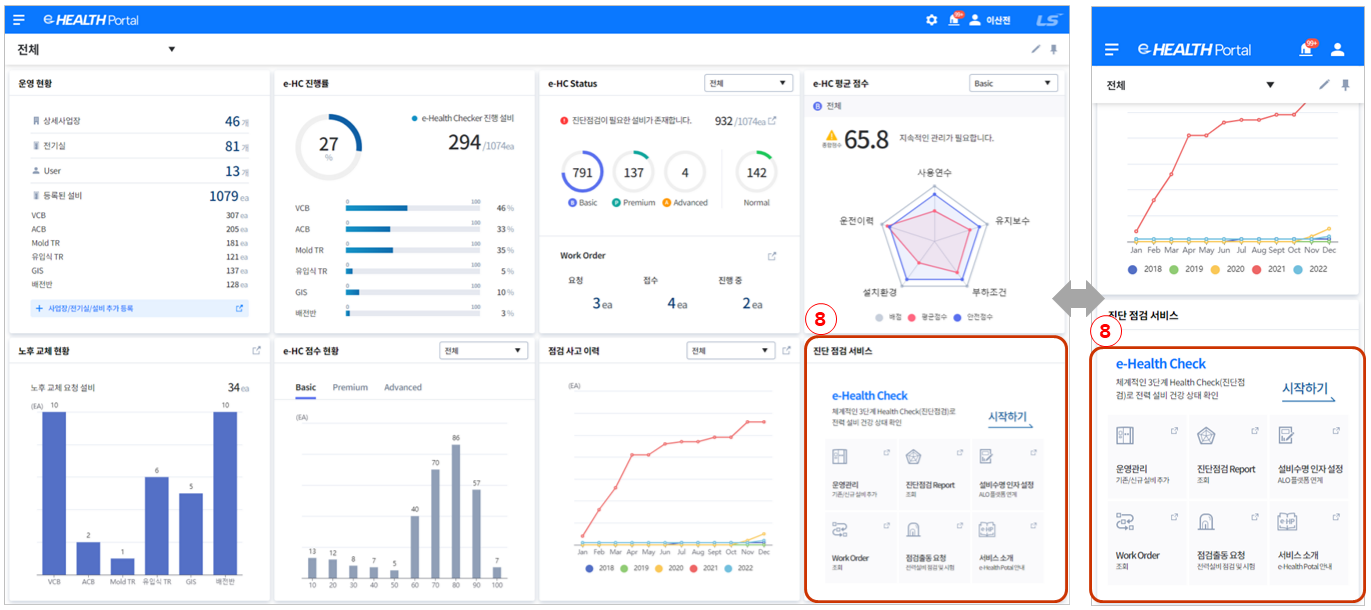 e-HEALTH Portal
99+
이산전
LS
전체
운영 현황
상세사업장 46 개
전기실 81 개
User 13 개
등록된 설비 1079 ea
VCB 307 ea
ACB 205 ea
Mold TR 181 ea
유입식 TR 121 ea
GIS 137 ea
배전반 128 ea
+ 사업장/전기실/설비 추가 등록
e-HC 진행률
27
%
e-Health Checker 진행 설비
294/1074ea
0 100
VCB 46 %
0 100
ACB 33 %
0 100
Mold TR 35 %
0 100
유입식 TR 5 %
0 100
GIS 10 %
0 100
배전반 3 %
e-HC Status
전체
진단점검이 필요한 설비가 존재합니다. 932/1074ea
791 137 4 142
B Basic P Premium A Advanced Normal
Work Order
요청 접수 진행 중
3ea 4ea 2ea
e-HC 평균 점수
Basic
B 전체
종합점수
65.8
지속적인 관리가 필요합니다.
사용연수
운전이력 유지보수
설치환경 부하조건
배점 평균점수 안전점수
노후 교체 현황
노후 교체 요청 설비 34ea
(EA)
10 2 1 6 5 10
VCB ACB Mold TR 유입식 TR GIS 배전반
e-HC 점수 현황
전체
Basic Premium Advanced
(EA)
13 12 8 7 5 40 70 86 57 7
10 20 30 40 50 60 70 80 90 100
점검 사고 이력
전체
(EA)
Jan Feb Mar Apr May Jun Jul Aug Sept Oct Nov Dec
2018 2019 2020 2021 2022
8
진단 점검 서비스
e-Health Check
체계적인 3단계 Health Check(진단점검)로
전력 설비 건강 상태 확인
시작하기
운영관리
기존/신규 설비 추가
진단점검 Report
조회
설비수명 인자 설정
ALO 플랫폼 연계
Work Order
조회
점검출동 요청
전력설비 점검 및 시험
e-HP
서비스 소개
e-Health Potal 안내
e-HEALTH Portal
99+
전체
Jan Feb Mar Apr May Jun Jul Aug Sept Oct Nov Dec
2018 2019 2020 2021 2022
진단 점검 서비스
8
e-Health Check
체계적인 3단계 Health Check(진단점
검)로 전력 설비 건강 상태 확인
시작하기
운영관리
기존/신규 설비 추가
진단점검 Report
조회
설비수명 인자 설정
ALO 플랫폼 연계
Work Order
조회
점검출동 요청
전력설비 점검 및 시험
e-HP
서비스 소개
e-Health Potal 안내